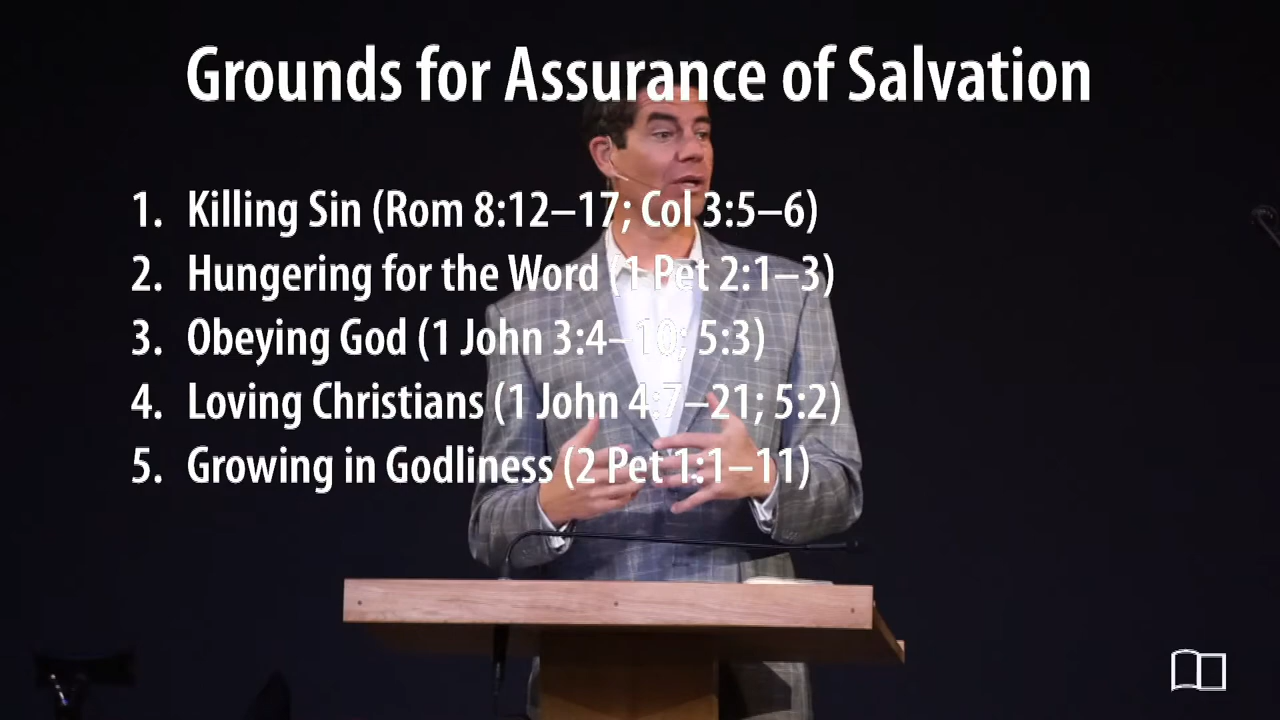 Grounds for Assurance of Salvation
1. Killing Sin (Rom 8:12–17; Col 3:5–6)
2. Hungering for the Word (1 Pet 2:1–3)
3. Obeying God (1 John 3:4–10; 5:3)
4. Loving Christians (1 John 4:7–21; 5:2)
5. Growing in Godliness (2 Pet 1:1–11)